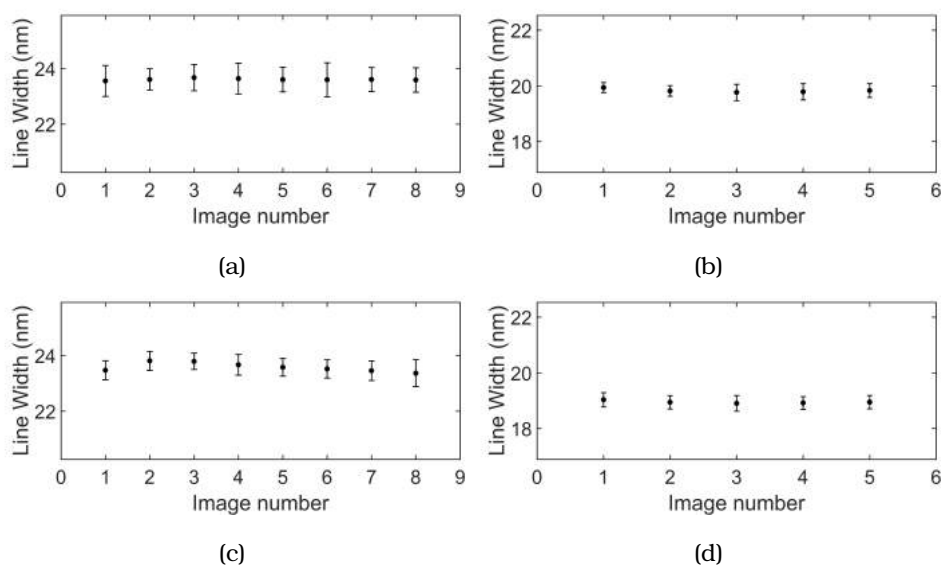 Line Width (nm)
24
22
0 1 2 3 4 5 6 7 8 9
Image number
(a)
Line Width (nm)
22
20
18
0 1 2 3 4 5 6
Image number
(b)
Line Width (nm)
24
22
0 1 2 3 4 5 6 7 8 9
Image number
(c)
Line Width (nm)
22
20
18
0 1 2 3 4 5 6
Image number
(d)